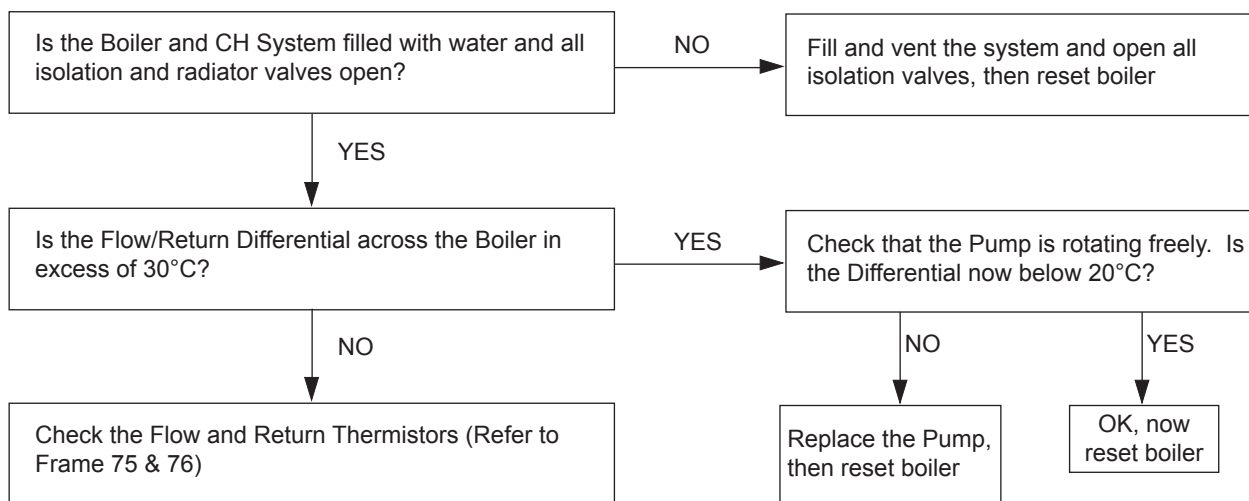 Is the Boiler and CH System filled with water and all
isolation and radiator valves open?
NO
Fill and vent the system and open all
isolation valves, then reset boiler
YES
Is the Flow/Return Differential across the Boiler in
excess of 30°C?
YES
Check that the Pump is rotating freely.  Is
the Differential now below 20°C?
NO
NO
YES
Check the Flow and Return Thermistors (Refer to
Frame 75 & 76)
Replace the Pump,
then reset boiler
OK, now
reset boiler